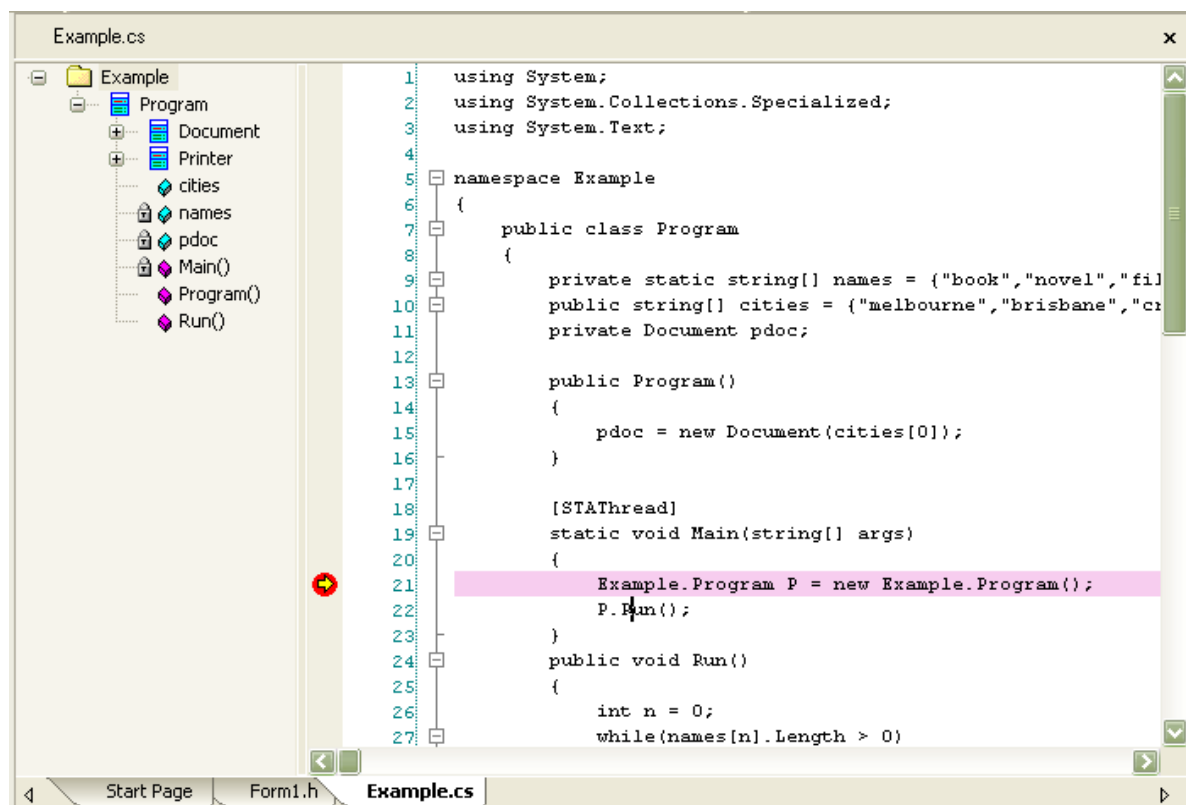 Example.cs
Example
Program
Document
Printer
cities
names
pdoc
Main()
Program()
Run()
1 using System;
2 using System.Collections.Specialized;
3 using System.Text;
4
5 namespace Example
6 {
7 public class Program
8 {
9 private static string[] names = {"book","novel","fil
10 public string[] cities = {"melbourne","brisbane","cr
11 private Document pdoc;
12
13 public Program()
14 {
15 pdoc = new Document(cities[0]);
16 }
17
18 [STAThread]
19 static void Main(string[] args)
20 {
21 Example.Program P = new Example.Program();
22 P.Run();
23 }
24 public void Run()
25 {
26 int n = 0;
27 while(names[n].Length > 0)
Start Page Form1.h Example.cs